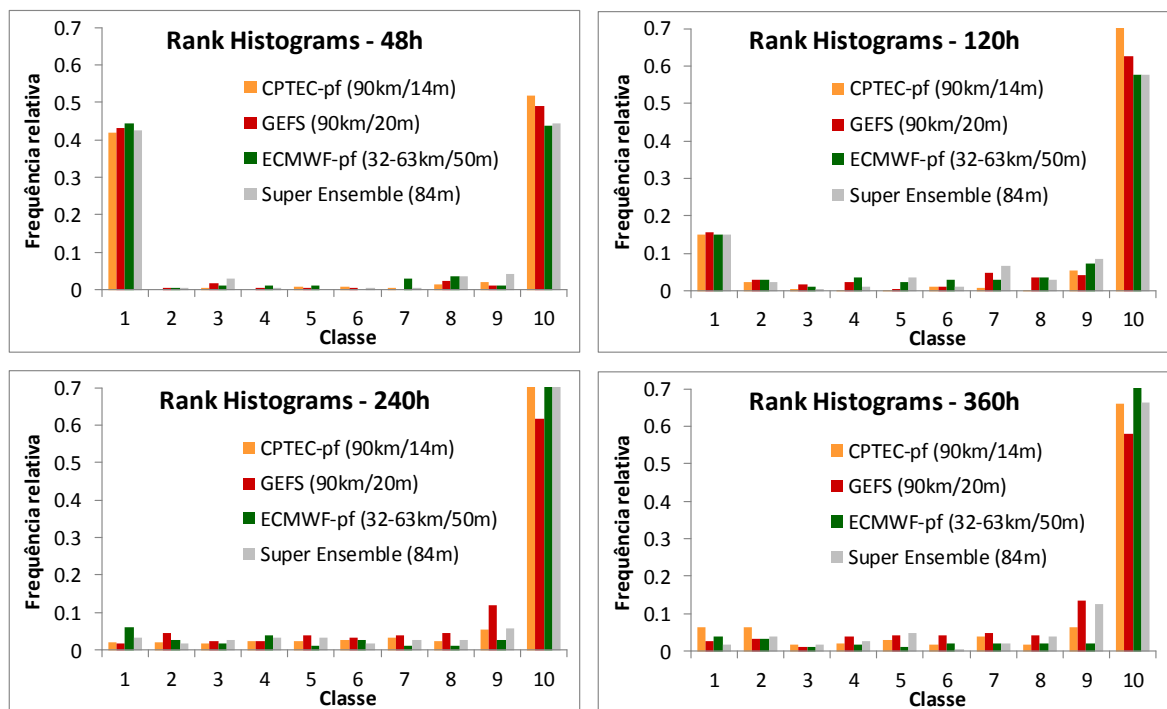 Rank Histograms - 48h
Frequência relativa
0.7
0.6
0.5
0.4
0.3
0.2
0.1
0
CPTEC-pf (90km/14m)
GEFS (90km/20m)
ECMWF-pf (32-63km/50m)
Super Ensemble (84m)
1 2 3 4 5 6 7 8 9 10
Classe
Rank Histograms - 120h
Frequência relativa
0.7
0.6
0.5
0.4
0.3
0.2
0.1
0
CPTEC-pf (90km/14m)
GEFS (90km/20m)
ECMWF-pf (32-63km/50m)
Super Ensemble (84m)
1 2 3 4 5 6 7 8 9 10
Classe
Rank Histograms - 240h
Frequência relativa
0.7
0.6
0.5
0.4
0.3
0.2
0.1
0
CPTEC-pf (90km/14m)
GEFS (90km/20m)
ECMWF-pf (32-63km/50m)
Super Ensemble (84m)
1 2 3 4 5 6 7 8 9 10
Classe
Rank Histograms - 360h
Frequência relativa
0.7
0.6
0.5
0.4
0.3
0.2
0.1
0
CPTEC-pf (90km/14m)
GEFS (90km/20m)
ECMWF-pf (32-63km/50m)
Super Ensemble (84m)
1 2 3 4 5 6 7 8 9 10
Classe